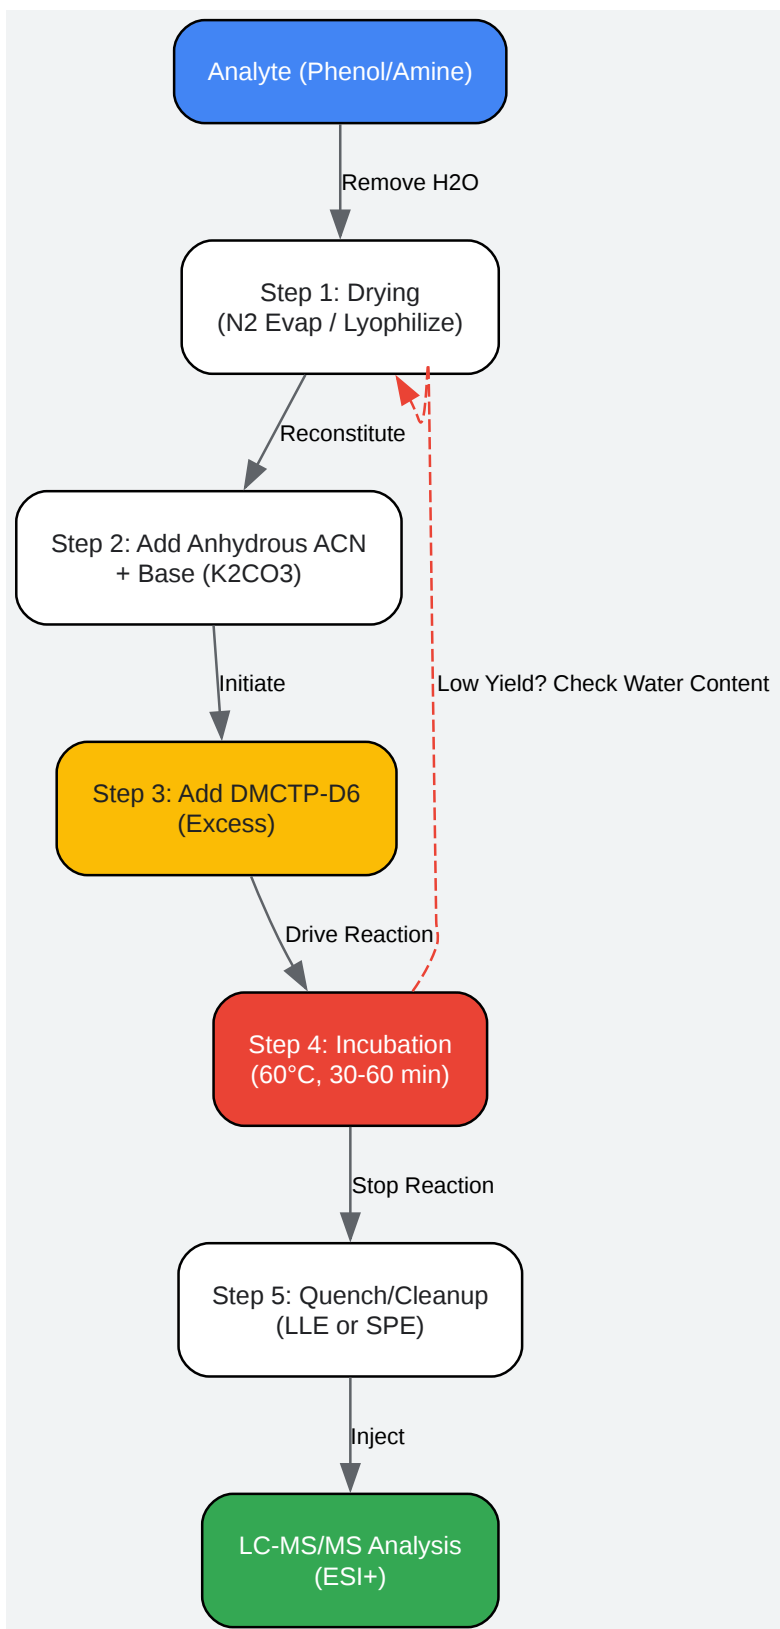 Analyte (Phenol/Amine)
Remove H2O
Step 1: Drying
(N2 Evap / Lyophilize)
Reconstitute
Step 2: Add Anhydrous ACN
+ Base (K2CO3)
Initiate
Low Yield? Check Water Content
Step 3: Add DMCTP-D6
(Excess)
Drive Reaction
Step 4: Incubation
(60°C, 30-60 min)
Stop Reaction
Step 5: Quench/Cleanup
(LLE or SPE)
Inject
LC-MS/MS Analysis
(ESI+)